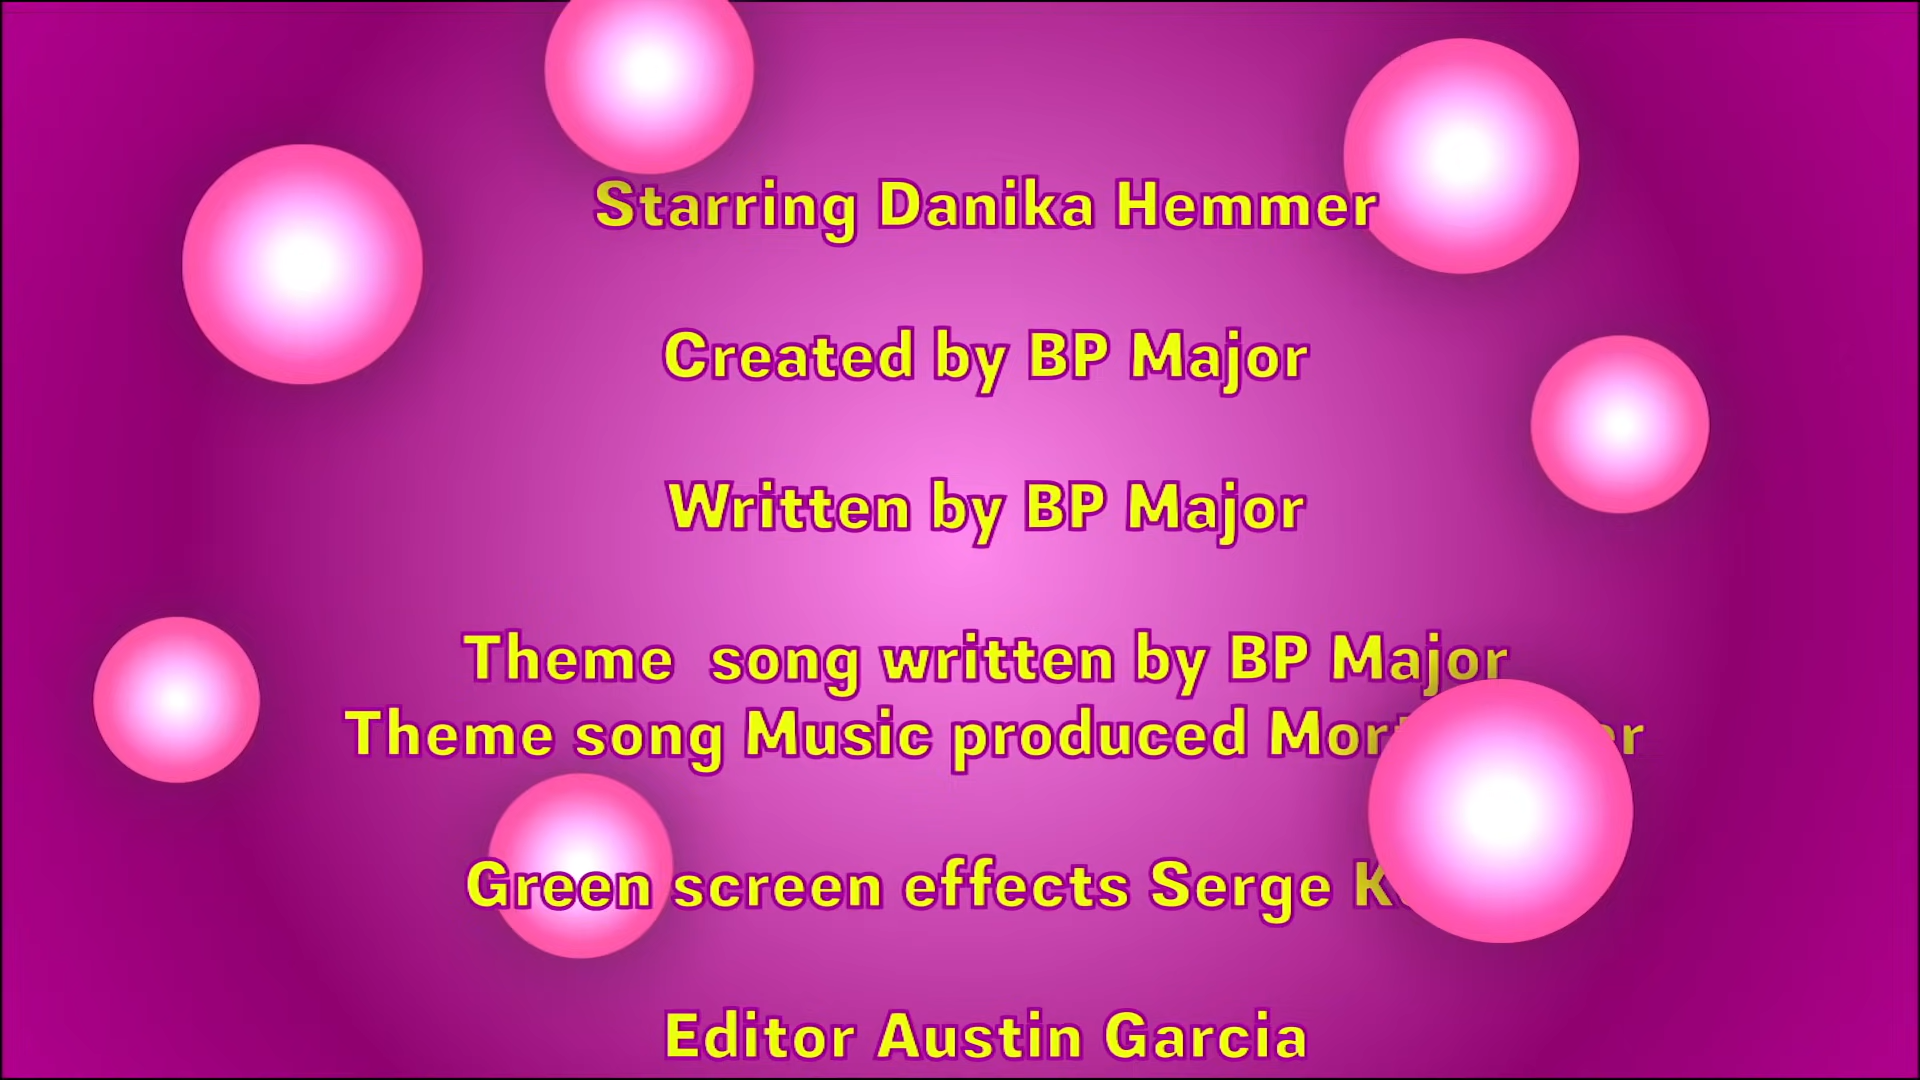 Starring Danika Hemmer
Created by BP Major
Written by BP Major
Theme  song written by BP Major
Theme song Music produced
Green screen effects Serge
Editor Austin Garcia